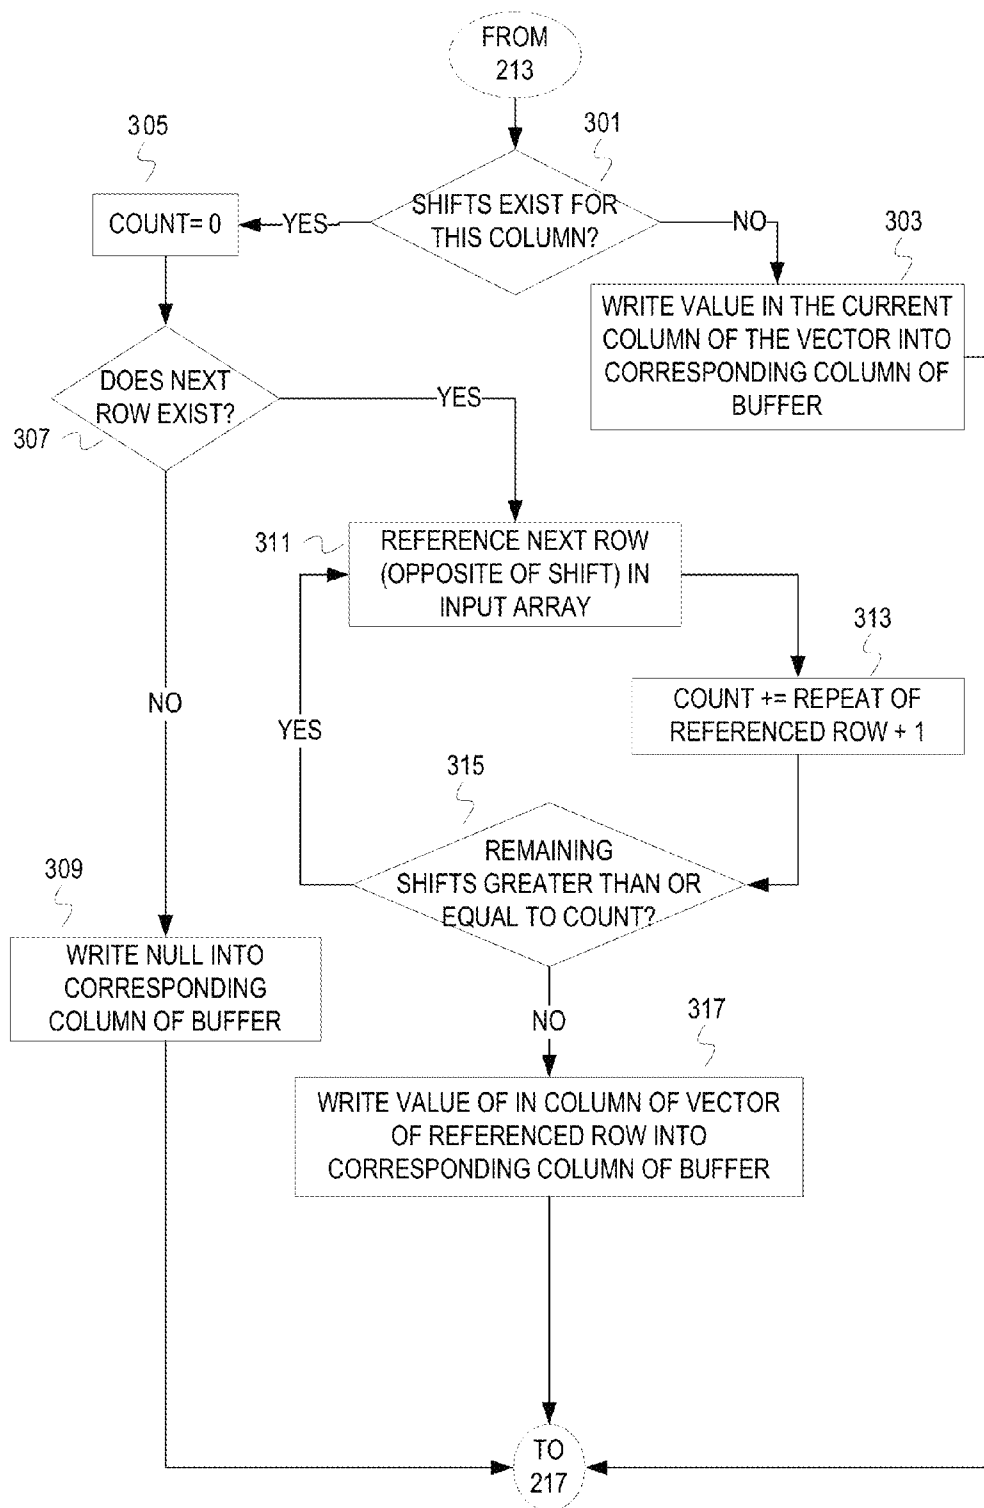 FROM
213
305
301
SHIFTS EXIST FOR
THIS COLUMN?
YES
COUNT= 0
NO
303
WRITE VALUE IN THE CURRENT
COLUMN OF THE VECTOR INTO
CORRESPONDING COLUMN OF
BUFFER
DOES NEXT
ROW EXIST?
307
YES
311
REFERENCE NEXT ROW
(OPPOSITE OF SHIFT) IN
INPUT ARRAY
313
COUNT += REPEAT OF
REFERENCED ROW + 1
NO
YES
315
REMAINING
SHIFTS GREATER THAN OR
EQUAL TO COUNT?
309
WRITE NULL INTO
CORRESPONDING
COLUMN OF BUFFER
NO
317
WRITE VALUE OF IN COLUMN OF VECTOR
OF REFERENCED ROW INTO
CORRESPONDING COLUMN OF BUFFER
TO
217